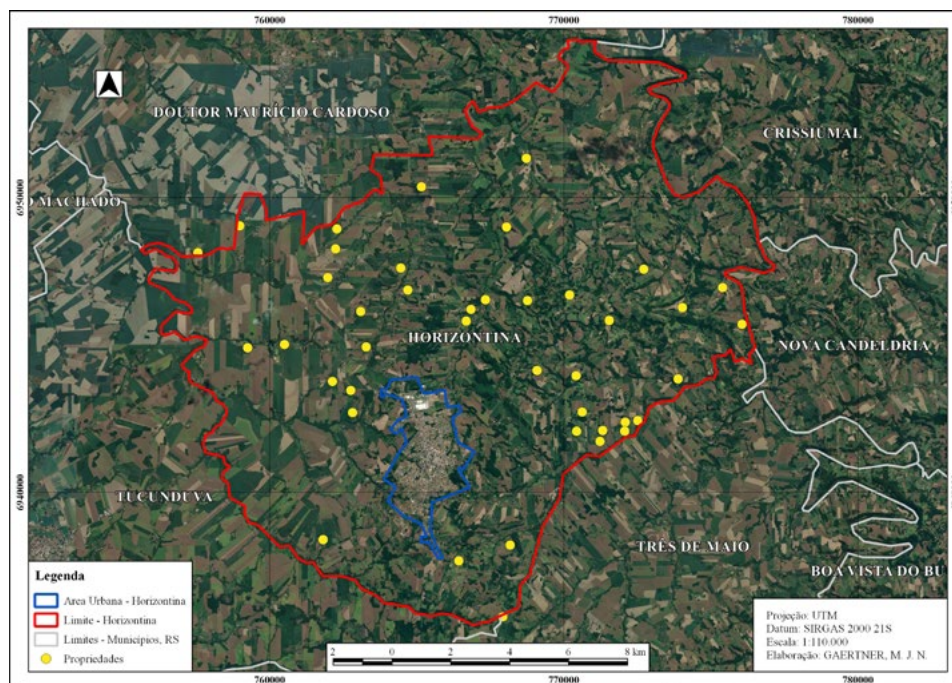 760000 770000 780000
DOUTOR MAURÍCIO CARDOSO
CRISSIUMAL
6950000
O MACHADO
HORIZONTINA
NOVA CANDELÁRIA
6940000
TUCUNDUVA
TRÊS DE MAIO
BOA VISTA DO BU
Legenda
Area Urbana - Horizontina
Limite - Horizontina
Limites - Municípios, RS
Propriedades
Projeção: UTM
Datum: SIRGAS 2000 21S
Escala: 1:110.000
Elaboração: GAERTNER, M. J. N.
2 0 2 4 6 8 km
760000 770000 780000